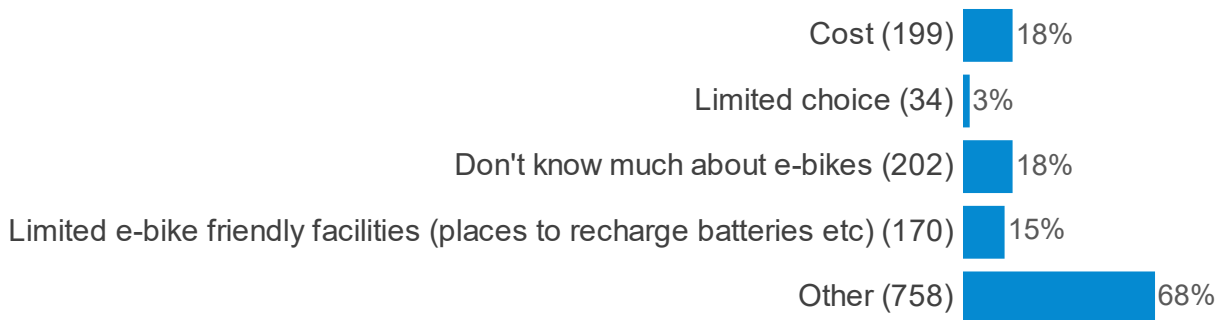 Cost (199) 18%
Limited choice (34) 3%
Don't know much about e-bikes (202) 18%
Limited e-bike friendly facilities (places to recharge batteries etc) (170) 15%
Other (758) 68%